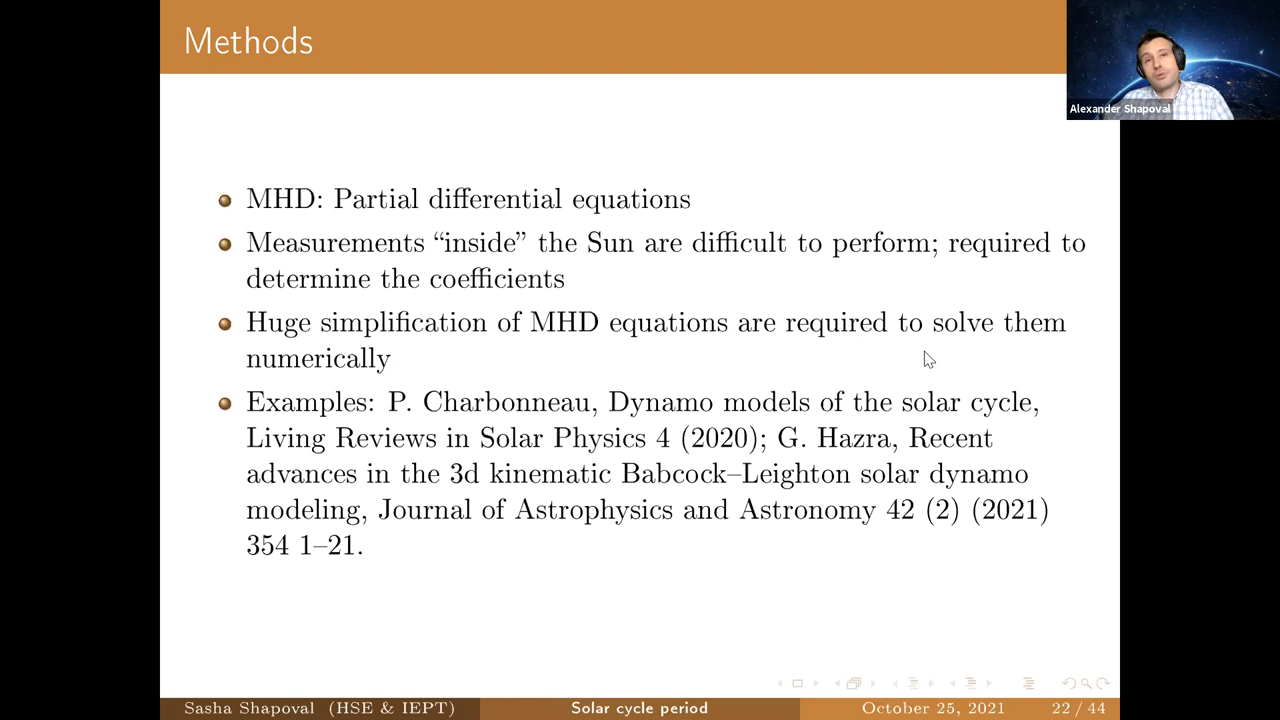 Methods
Alexander Shapoval
MHD: Partial differential equations
Measurements “inside” the Sun are difficult to perform; required to
determine the coefficients
Huge simplification of MHD equations are required to solve them
numerically
Examples: P. Charbonneau, Dynamo models of the solar cycle,
Living Reviews in Solar Physics 4 (2020); G. Hazra, Recent
advances in the 3d kinematic Babcock–Leighton solar dynamo
modeling, Journal of Astrophysics and Astronomy 42 (2) (2021)
354 1–21.
Sasha Shapoval (HSE & IEPT) Solar cycle period October 25, 2021 22 / 44